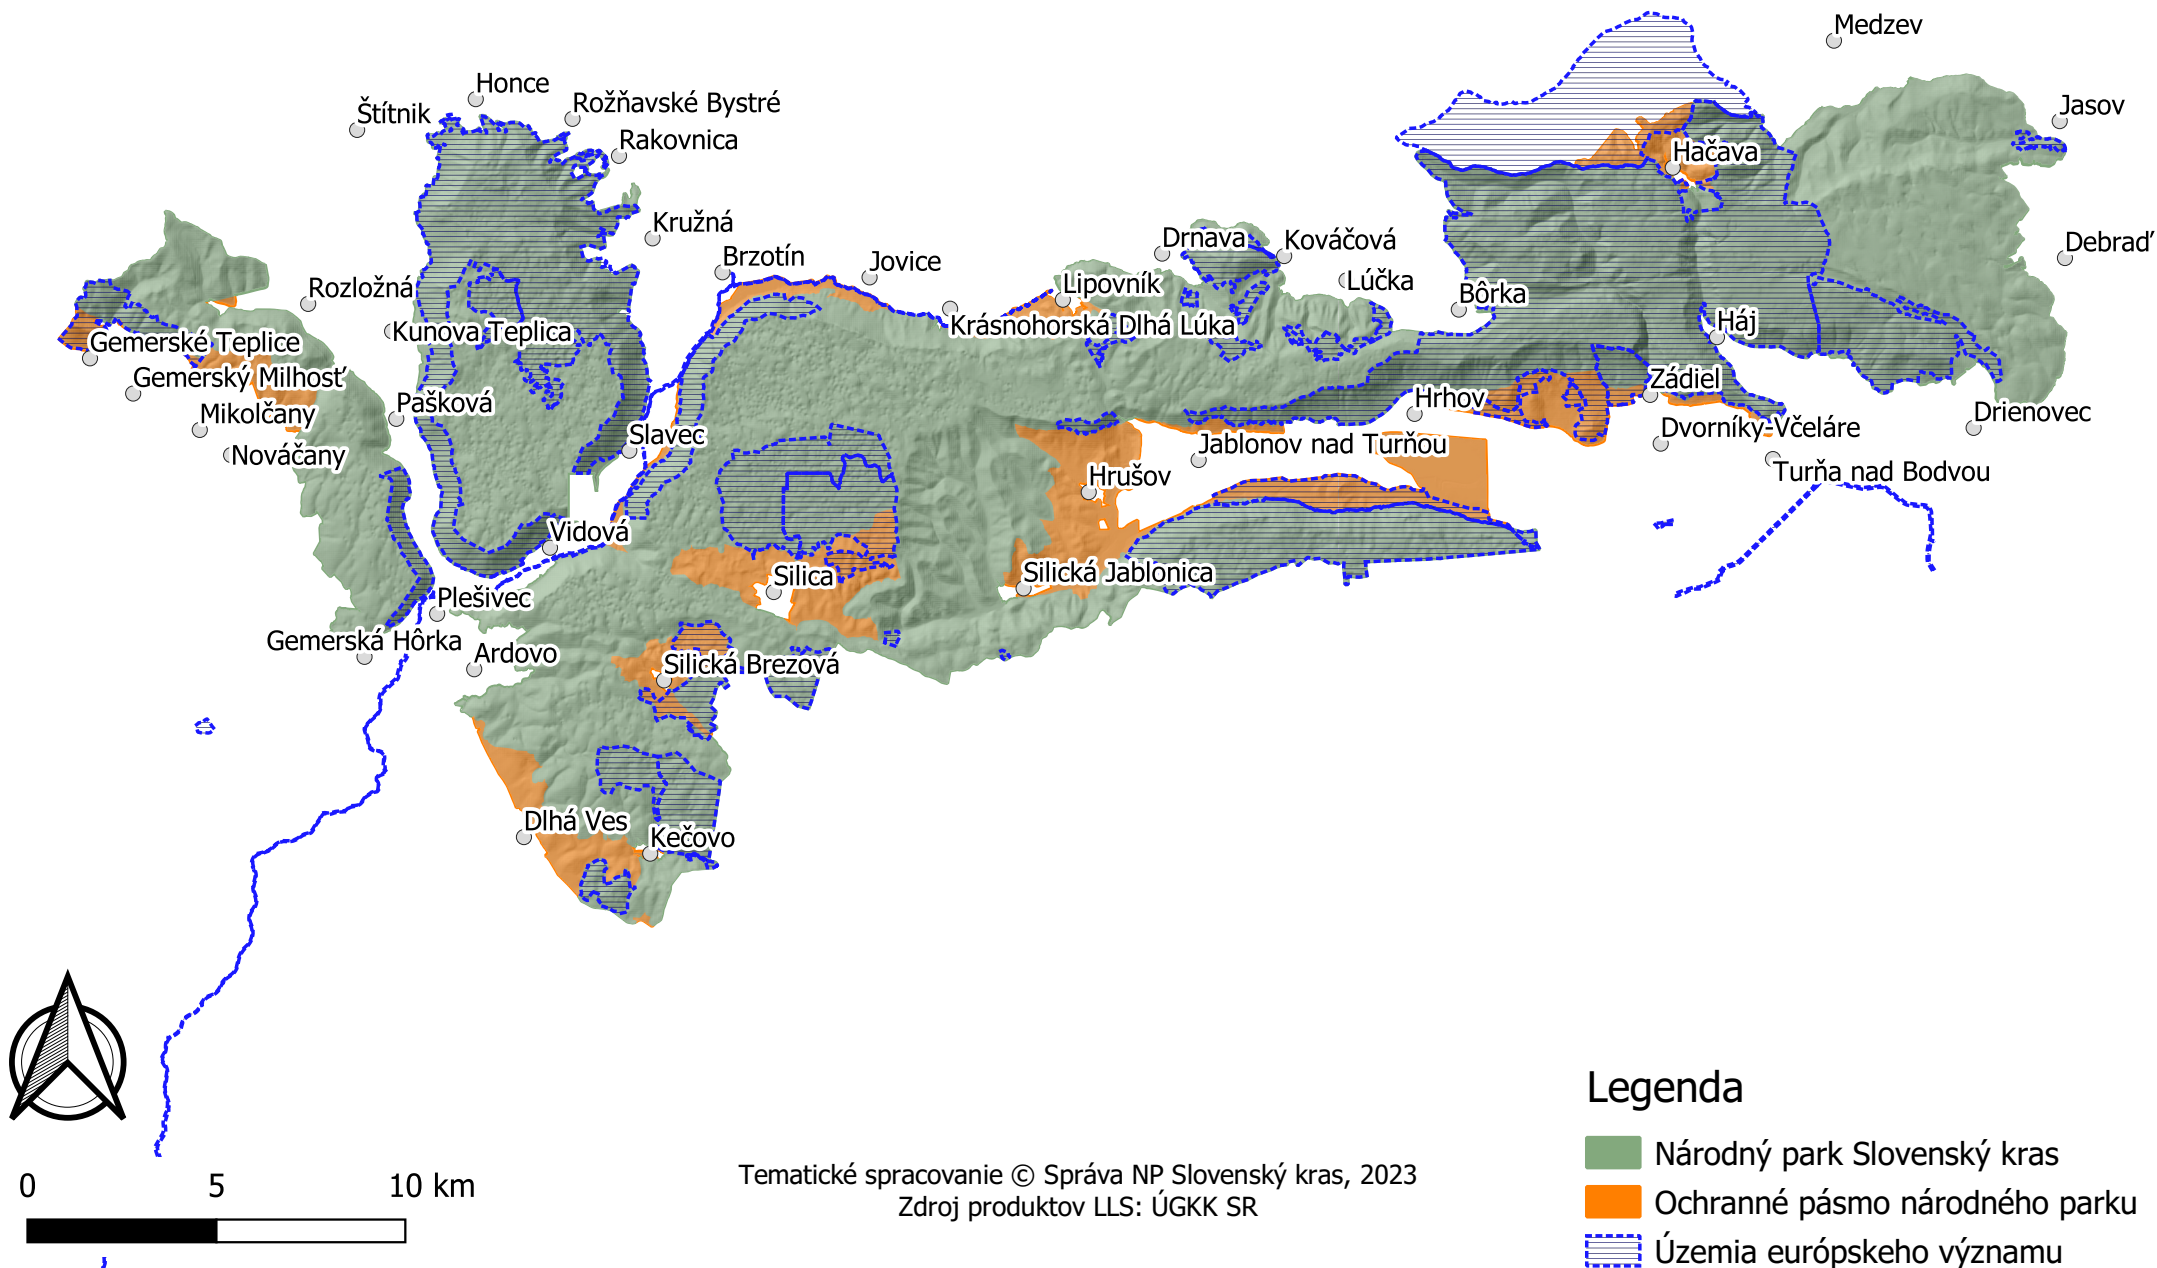 Medzev
Honce
Štítnik
Rožňavské Bystré
Jasov
Rakovnica
Hačava
Kružná
Drnava
Kováčová
Debraď
Brzotín
Jovice
Rozložná
Lipovník
Lúčka
Bôrka
Krásnohorská Dlhá Lúka
Háj
Kunova Teplica
Gemerské Teplice
Gemerský Milhosť
Zádiel
Pašková
Hrhov
Mikolčany
Drienovec
Slavec
Dvorníky-Včeláre
Jablonov nad Turňou
Nováčany
Hrušov
Turňa nad Bodvou
Vidová
Silica
Silická Jablonica
Plešivec
Gemerská Hôrka
Ardovo
Silická Brezová
Dlhá Ves
Kečovo
Legenda
Národný park Slovenský kras
Ochranné pásmo národného parku
Územia európskeho významu
0 5 10 km
Tematické spracovanie © Správa NP Slovenský kras, 2023
Zdroj produktov LLS: ÚGKK SR